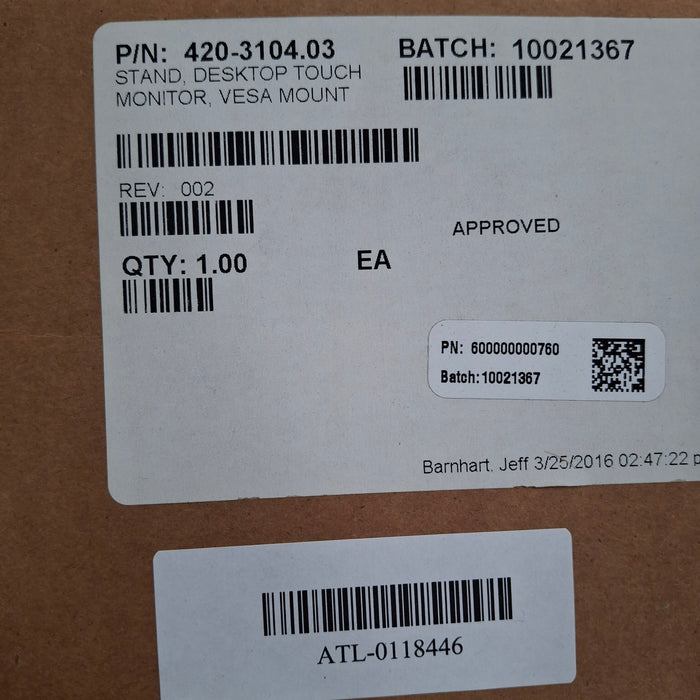 P/N: 420-3104.03 BATCH: 10021367
STAND, DESKTOP TOUCH
MONITOR, VESA MOUNT
REV: 002
APPROVED
QTY: 1.00 EA
PN: 600000000760
Batch:10021367
Barnhart, Jeff 3/25/2016 02:47:22 p
ATL-0118446